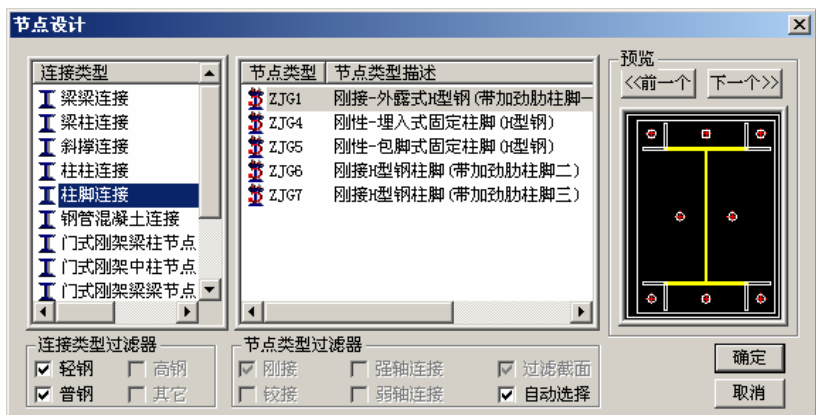 节点设计
连接类型
梁梁连接
梁柱连接
斜撑连接
柱柱连接
柱脚连接
钢管混凝土连接
门式刚架梁柱节点
门式刚架中柱节点
门式刚架梁梁节点
节点类型 节点类型描述
ZJG1 刚接-外露式H型钢(带加劲肋柱脚一
ZJG4 刚性-埋入式固定柱脚(H型钢)
ZJG5 刚性-包脚式固定柱脚(H型钢)
ZJG6 刚接H型钢柱脚(带加劲肋柱脚二)
ZJG7 刚接H型钢柱脚(带加劲肋柱脚三)
预览
<<前一个 下一个>>
连接类型过滤器
轻钢 高钢
普钢 其它
节点类型过滤器
刚接 强轴连接 过滤截面
铰接 弱轴连接 自动选择
确定
取消